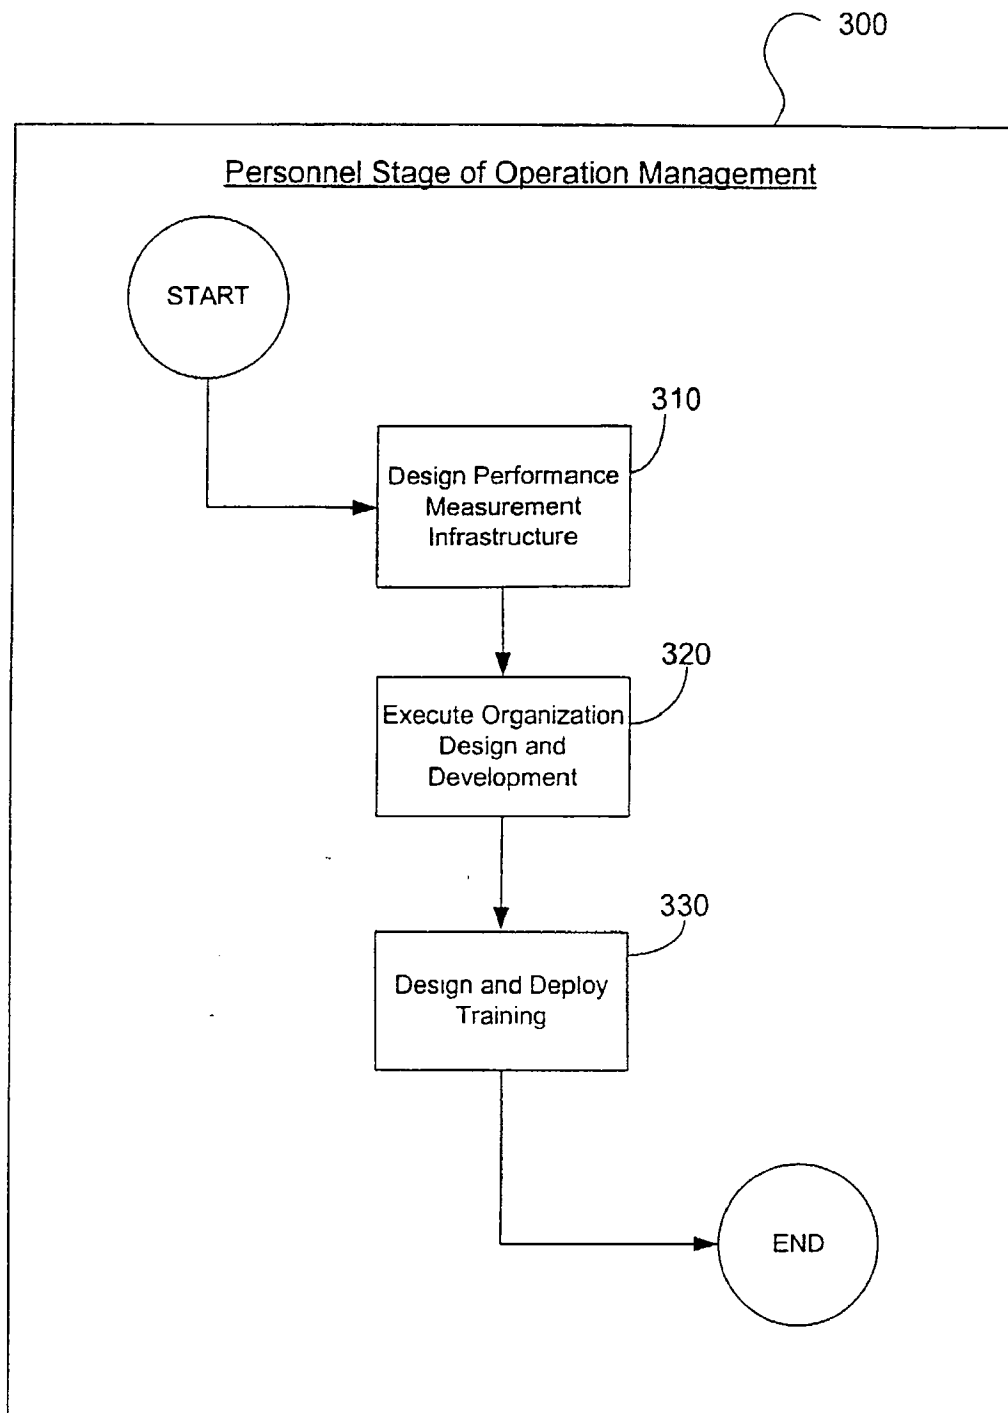 300
Personnel Stage of Operation Management
START
310
Design Performance
Measurement
Infrastructure
320
Execute Organization
Design and
Development
330
Design and Deploy
Training
END